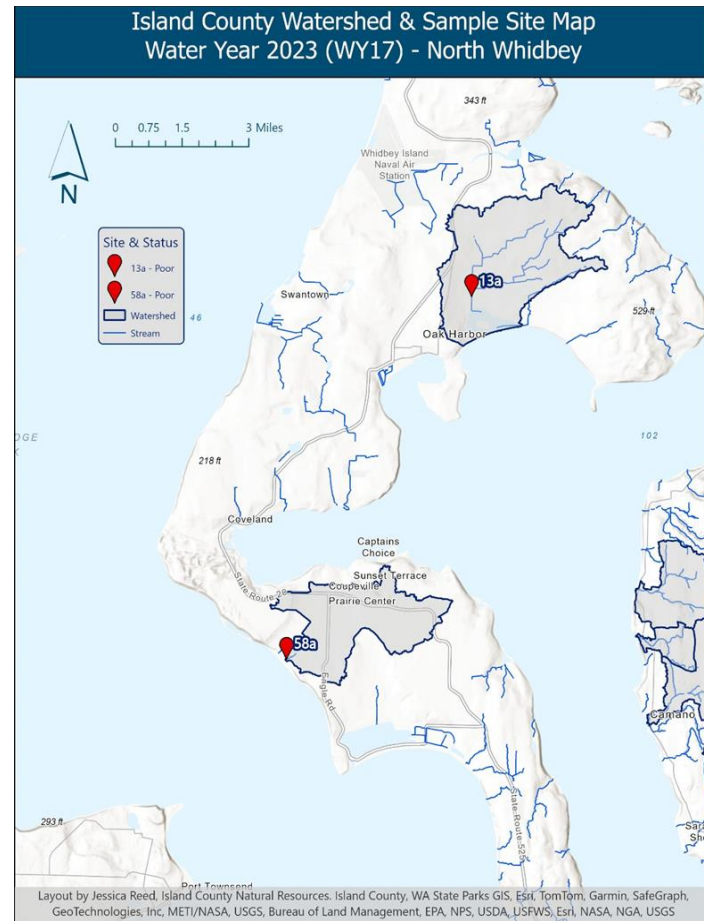 Island County Watershed & Sample Site Map
Water Year 2023 (WY17) - North Whidbey
343 ft
0 0.75 1.5 3 Miles
N
Whidbey Island
Naval Air
Station
Site & Status
13a - Poor
58a - Poor
Watershed
Stream
13a
Swantown
46
529 ft
Oak Harbor
102
218 ft
Coveland
Captains
Choice
Sunset Terrace
Coupeville
Prairie Center
State Route 20
58a
Eagle Rd
Camano
State Route 525
293 ft
Port Townsend
Layout by Jessica Reed, Island County Natural Resources. Island County, WA State Parks GIS, Esri, TomTom, Garmin, SafeGraph,
GeoTechnologies, Inc, METI/NASA, USGS, Bureau of Land Management, EPA, NPS, USDA, USFWS, Esri, NASA, NGA, USGS